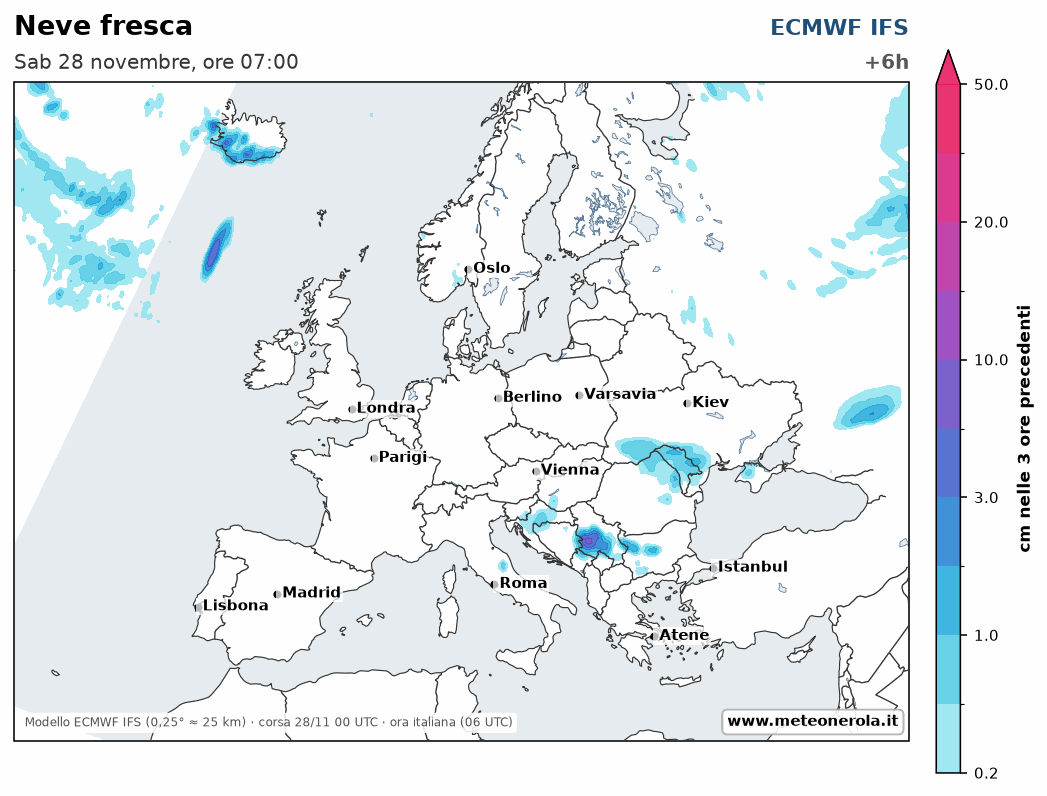 Neve fresca
ECMWF IFS
Sab 28 novembre, ore 07:00
+6h
50.0
20.0
10.0
3.0
1.0
0.2
cm nelle 3 ore precedenti
Oslo
Berlino
Varsavia
Kiev
Londra
Parigi
Vienna
Istanbul
Roma
Madrid
Lisbona
Atene
Modello ECMWF IFS (0,25° ≈ 25 km) · corsa 28/11 00 UTC · ora italiana (06 UTC)
www.meteonerola.it